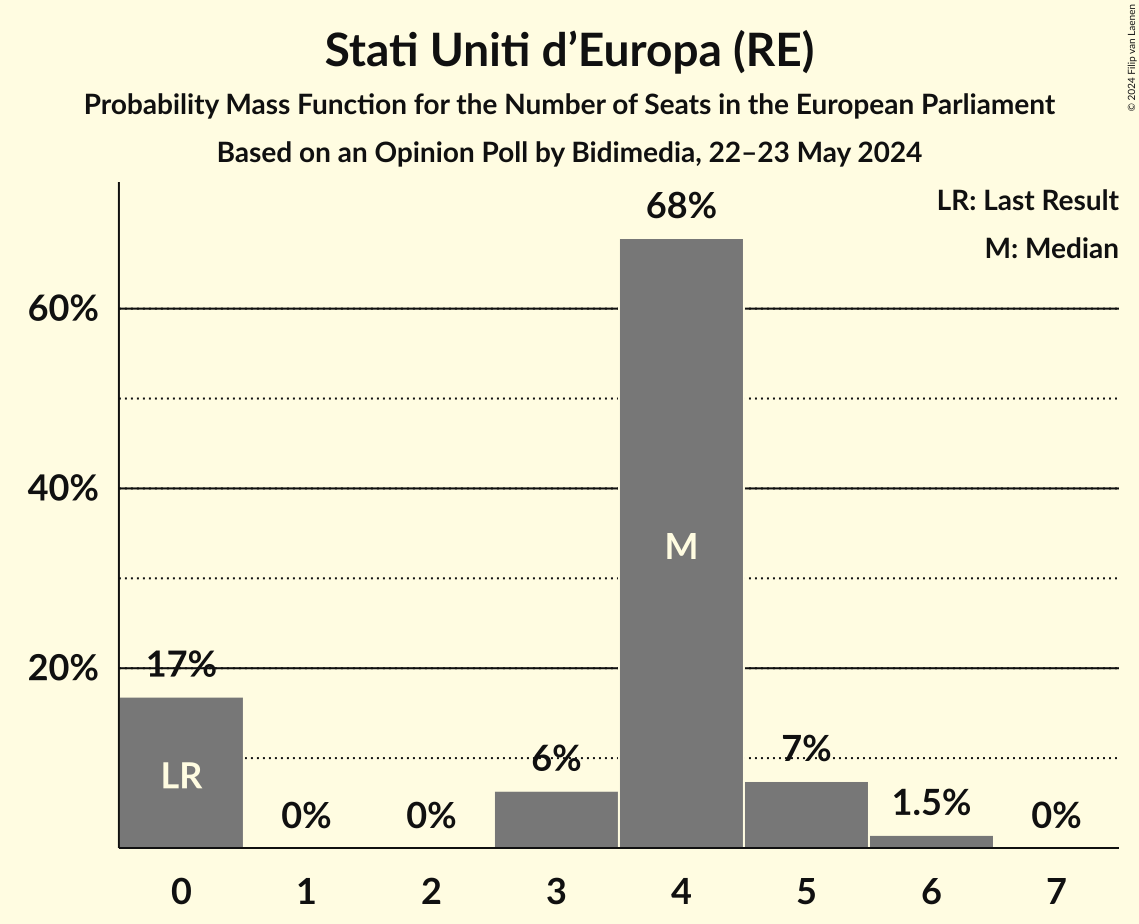 Stati Uniti d’Europa (RE)
Probability Mass Function for the Number of Seats in the European Parliament
Based on an Opinion Poll by Bidimedia, 22–23 May 2024
© 2024 Filip van Laenen
LR: Last Result
M: Median
68%
60%
40%
M
20%
17%
6%
7%
LR
0%
0%
1.5%
0%
0 1 2 3 4 5 6 7